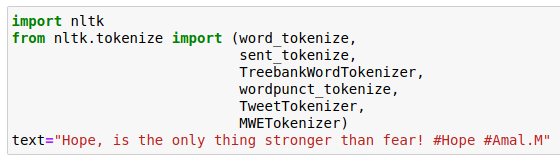 import nltk
from nltk.tokenize import (word_tokenize,
                           sent_tokenize,
                           TreebankWordTokenizer,
                           wordpunct_tokenize,
                           TweetTokenizer,
                           MWETokenizer)
text="Hope, is the only thing stronger than fear! #Hope #Amal.M"